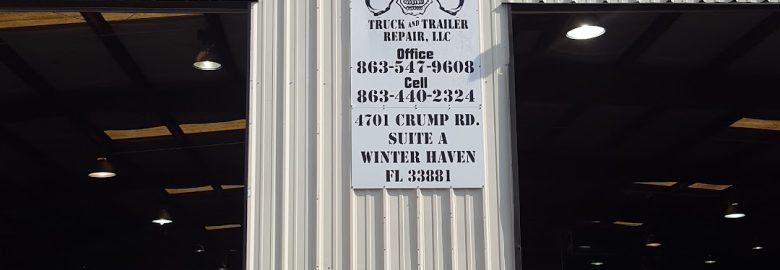 TRUCK AND TRAILER
REPAIR, LLC
Office
863-547-9608
Cell
863-440-2324
4701 CRUMP RD.
SUITE A
WINTER HAVEN
FL 33881